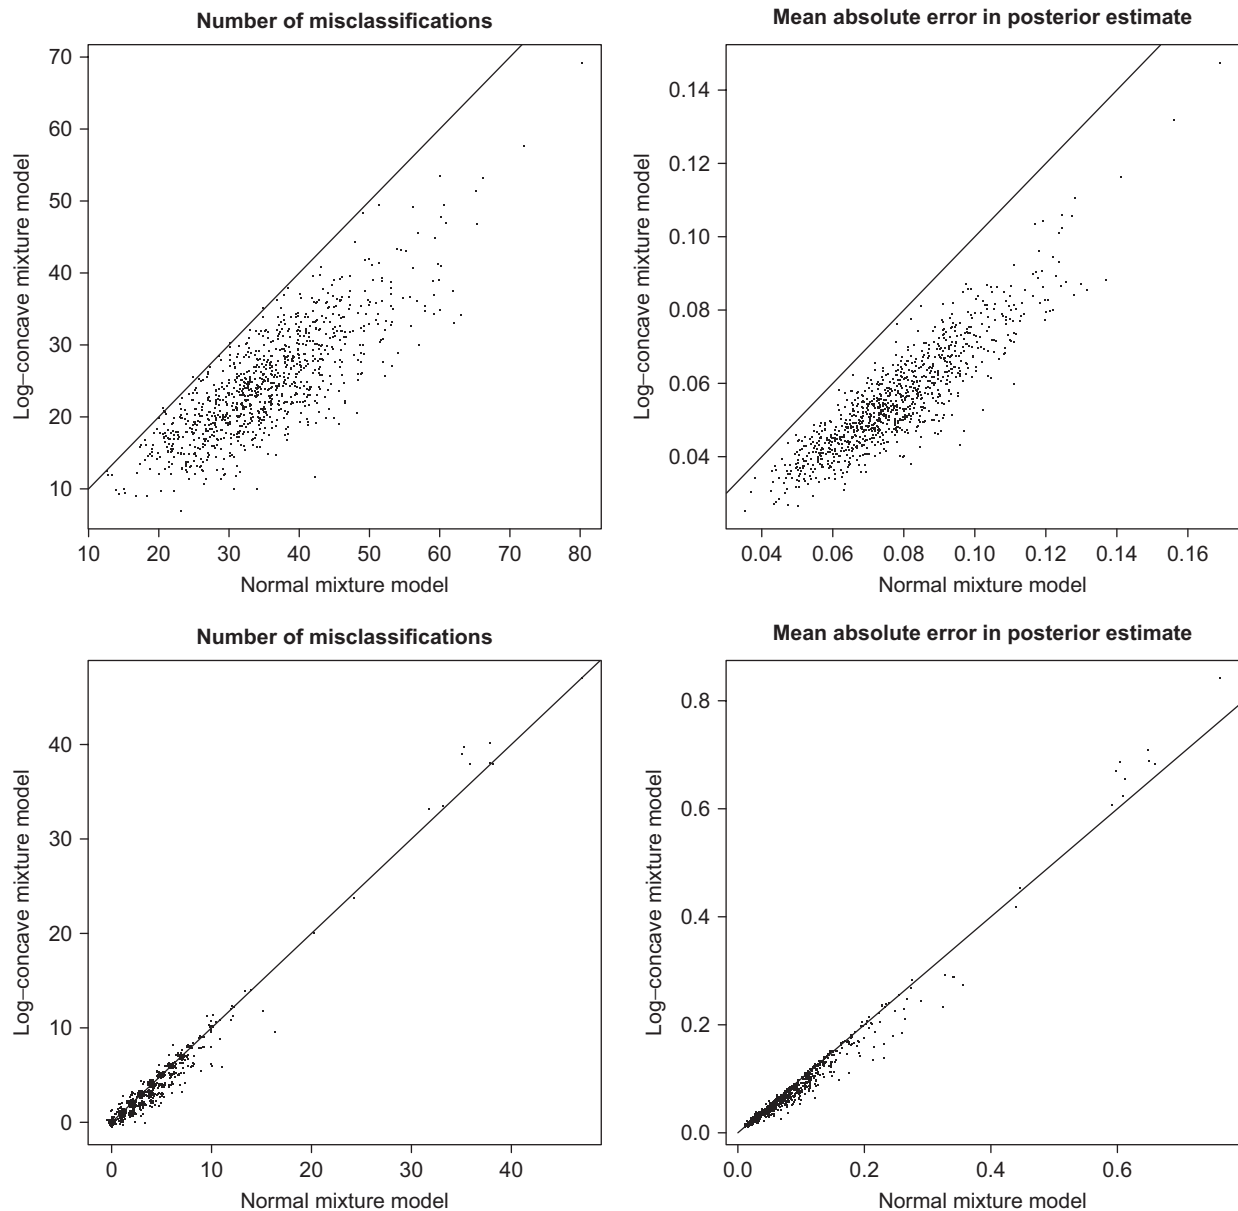 Number of misclassifications
Mean absolute error in posterior estimate
70
60
50
40
30
20
10
Log–concave mixture model
10 20 30 40 50 60 70 80
Normal mixture model
0.14
0.12
0.10
0.08
0.06
0.04
Log–concave mixture model
0.04 0.06 0.08 0.10 0.12 0.14 0.16
Normal mixture model
Number of misclassifications
Mean absolute error in posterior estimate
40
30
20
10
0
Log–concave mixture model
0 10 20 30 40
Normal mixture model
0.8
0.6
0.4
0.2
0.0
Log–concave mixture model
0.0 0.2 0.4 0.6
Normal mixture model